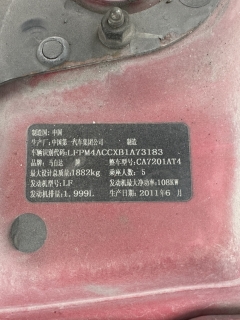 制造国：中国
生产厂：中国第一汽车集团公司 制造
车辆识别代码：LFPM4ACCXB1A73183
品牌：马自达 牌 整车型号：CA7201AT4
最大设计总质量：1882kg 乘座人数：5
发动机型号：LF 发动机最大净功率：108KW
发动机排量：1.999L 生产日期：2011年6月